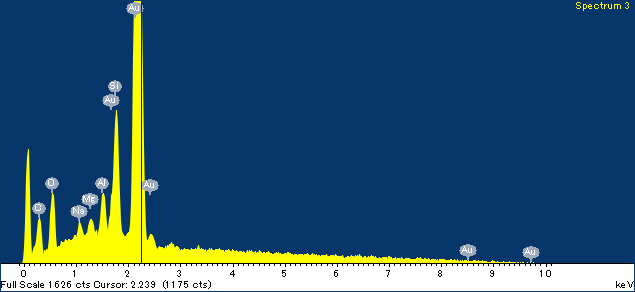 Spectrum 3
Au
Si
Au
O
Al
Au
Mg
C
Na
Au
Au
0 1 2 3 4 5 6 7 8 9 10
Full Scale 1626 cts Cursor: 2.239 (1175 cts)
keV